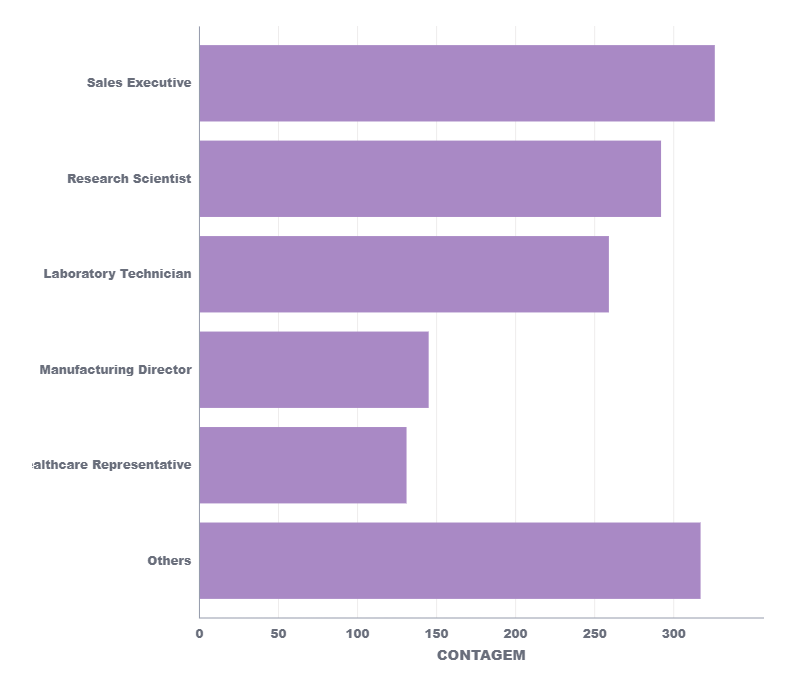 Sales Executive
Research Scientist
Laboratory Technician
Manufacturing Director
ealthcare Representative
Others
0 50 100 150 200 250 300
CONTAGEM